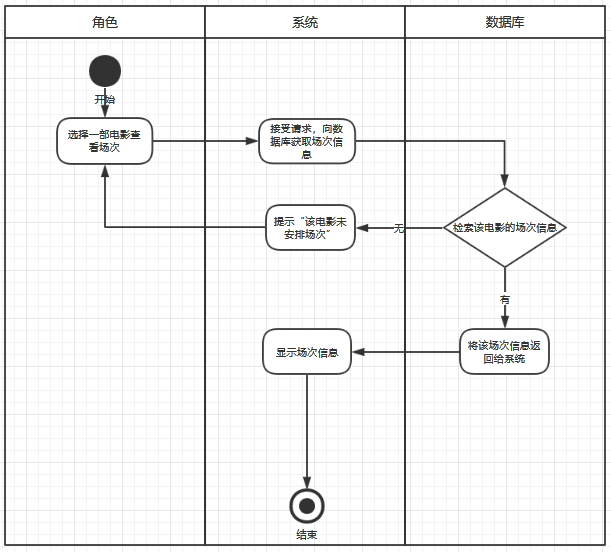 角色
系统
数据库
开始
选择一部电影查
看场次
接受请求，向数
据库获取场次信
息
检索该电影的场次信息
无
提示“该电影未
安排场次”
有
将该场次信息返
回给系统
显示场次信息
结束